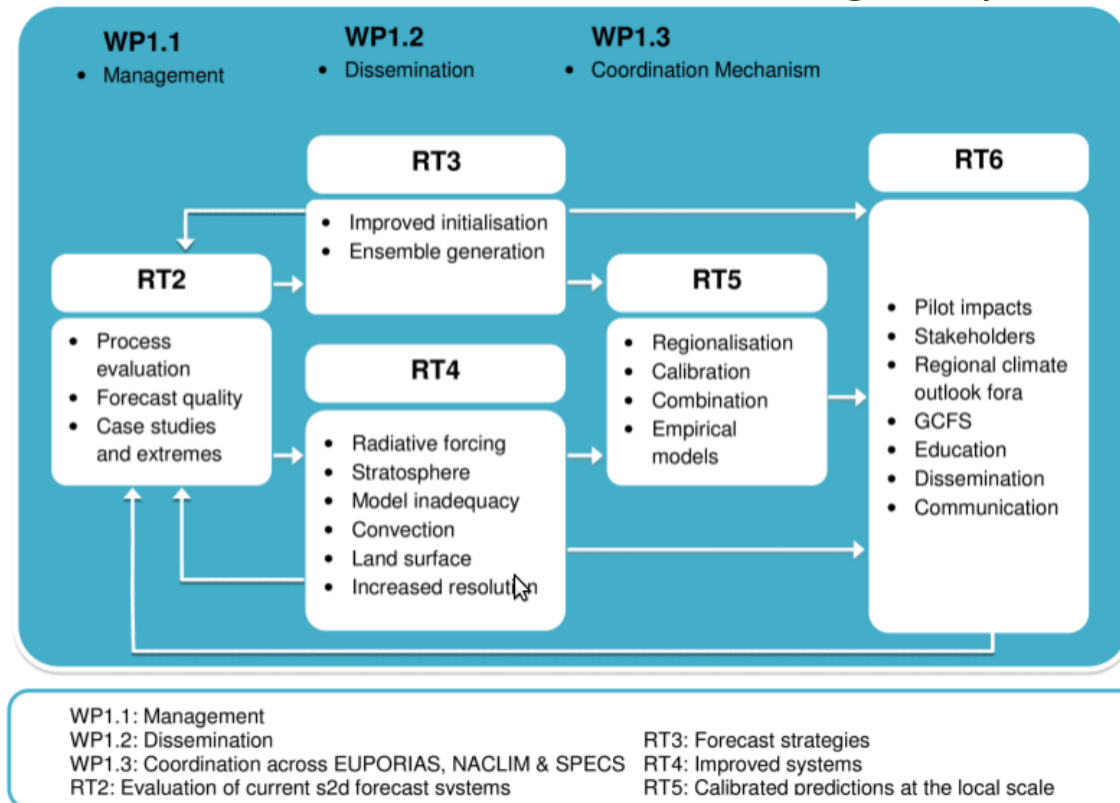 WP1.1
• Management
WP1.2
• Dissemination
WP1.3
• Coordination Mechanism
RT3
• Improved initialisation
• Ensemble generation
RT6
• Pilot impacts
• Stakeholders
• Regional climate
outlook fora
• GCFS
• Education
• Dissemination
• Communication
RT2
• Process
evaluation
• Forecast quality
• Case studies
and extremes
RT5
• Regionalisation
• Calibration
• Combination
• Empirical
models
RT4
• Radiative forcing
• Stratosphere
• Model inadequacy
• Convection
• Land surface
• Increased resolution
WP1.1: Management
WP1.2: Dissemination
WP1.3: Coordination across EUPORIAS, NACLIM & SPECS
RT2: Evaluation of current s2d forecast systems
RT3: Forecast strategies
RT4: Improved systems
RT5: Calibrated predictions at the local scale